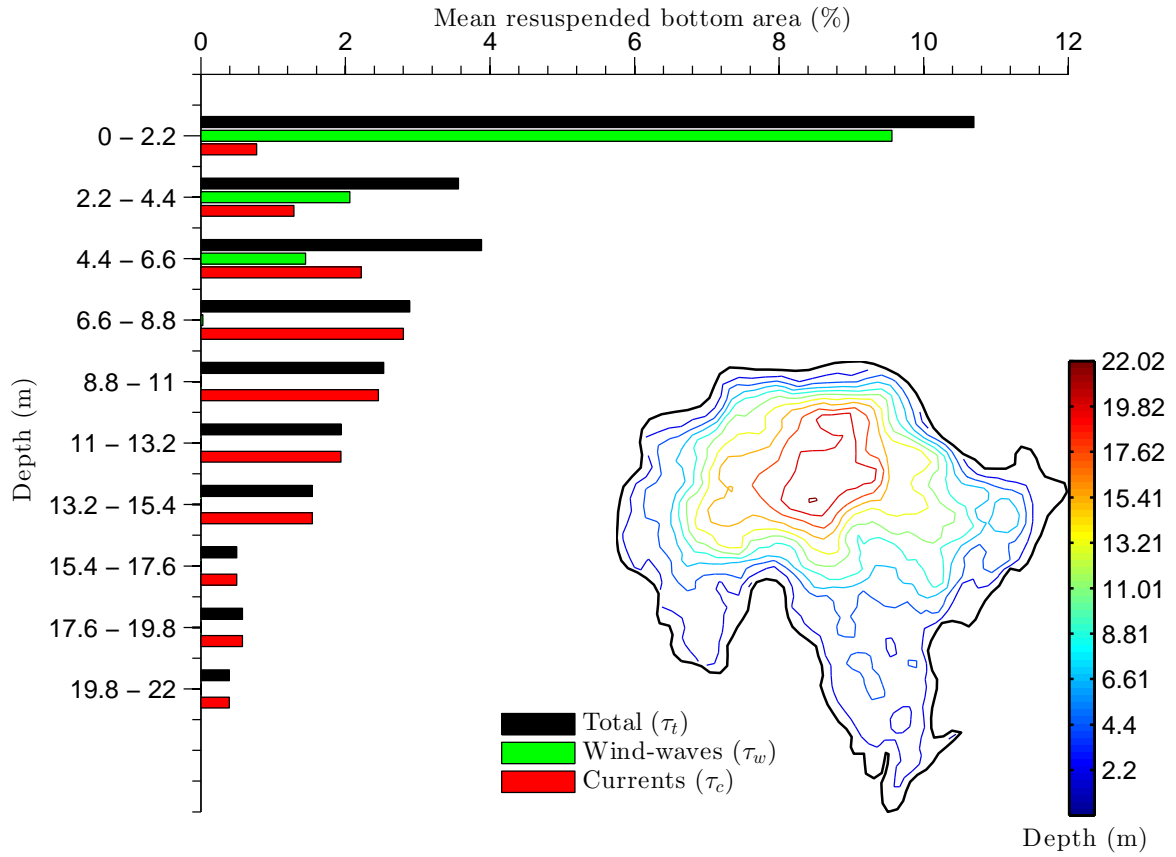 Mean resuspended bottom area (%)
0 2 4 6 8 10 12
Depth (m)
0 – 2.2
2.2 – 4.4
4.4 – 6.6
6.6 – 8.8
8.8 – 11
11 – 13.2
13.2 – 15.4
15.4 – 17.6
17.6 – 19.8
19.8 – 22
Total (τt)
Wind-waves (τw)
Currents (τc)
22.02
19.82
17.62
15.41
13.21
11.01
8.81
6.61
4.4
2.2
Depth (m)